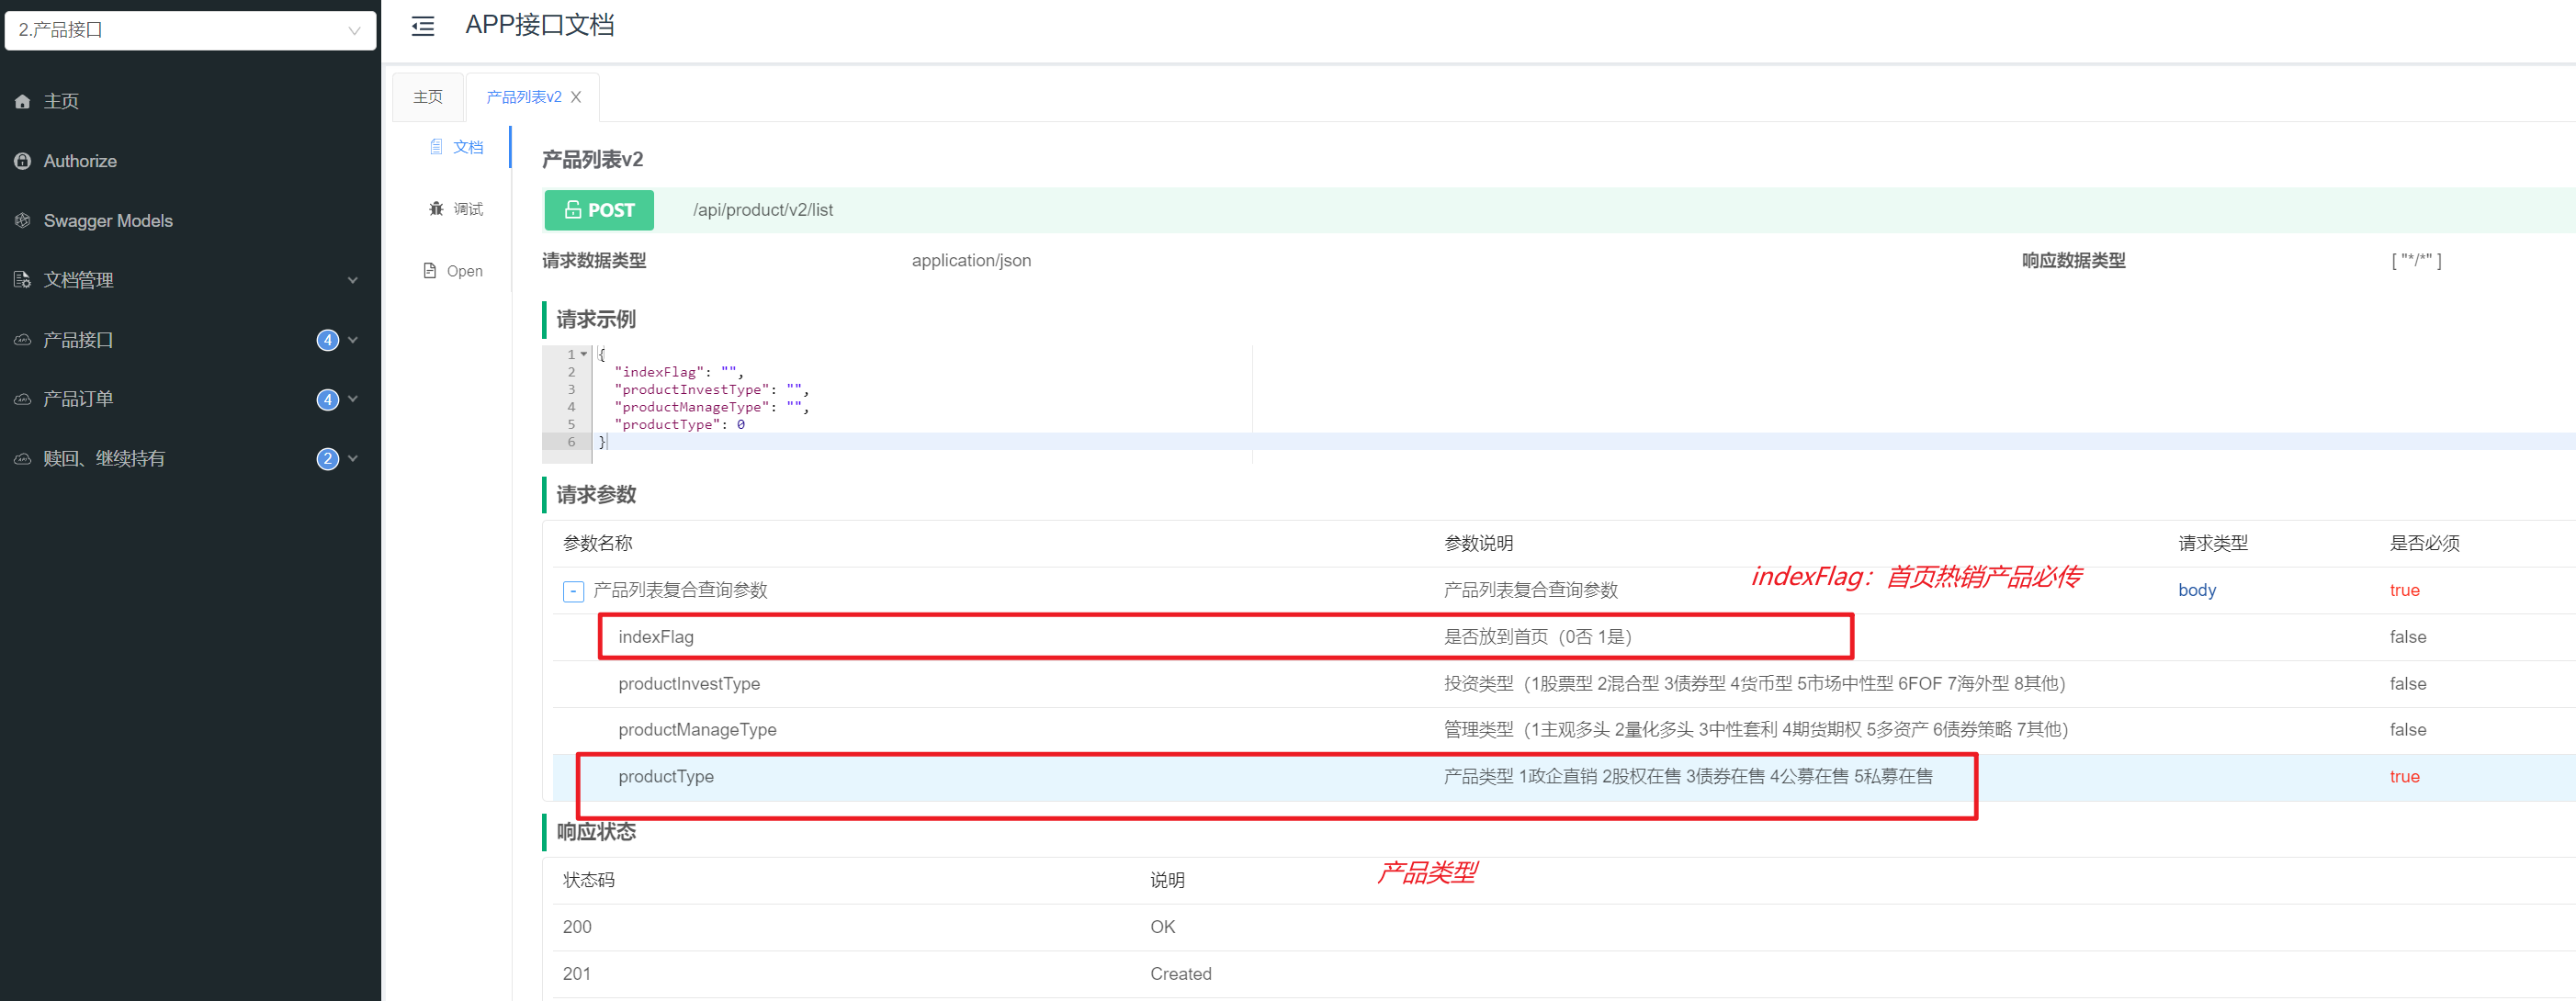 2.产品接口
APP接口文档
主页
Authorize
Swagger Models
文档管理
产品接口 4
产品订单 4
赎回、继续持有 2
主页 产品列表v2 X
文档
调试
Open
产品列表v2
POST /api/product/v2/list
请求数据类型 application/json 响应数据类型 [ "*/*" ]
请求示例
1 {
2 "indexFlag": "",
3 "productInvestType": "",
4 "productManageType": "",
5 "productType": 0
6 }
请求参数
参数名称 参数说明 请求类型 是否必须
- 产品列表复合查询参数 产品列表复合查询参数 body true
indexFlag：首页热销产品必传
indexFlag 是否放到首页（0否 1是） false
productInvestType 投资类型（1股票型 2混合型 3债券型 4货币型 5市场中性型 6FOF 7海外型 8其他） false
productManageType 管理类型（1主观多头 2量化多头 3中性套利 4期货期权 5多资产 6债券策略 7其他） false
productType 产品类型 1政企直销 2股权在售 3债券在售 4公募在售 5私募在售 true
响应状态
产品类型
状态码 说明
200 OK
201 Created